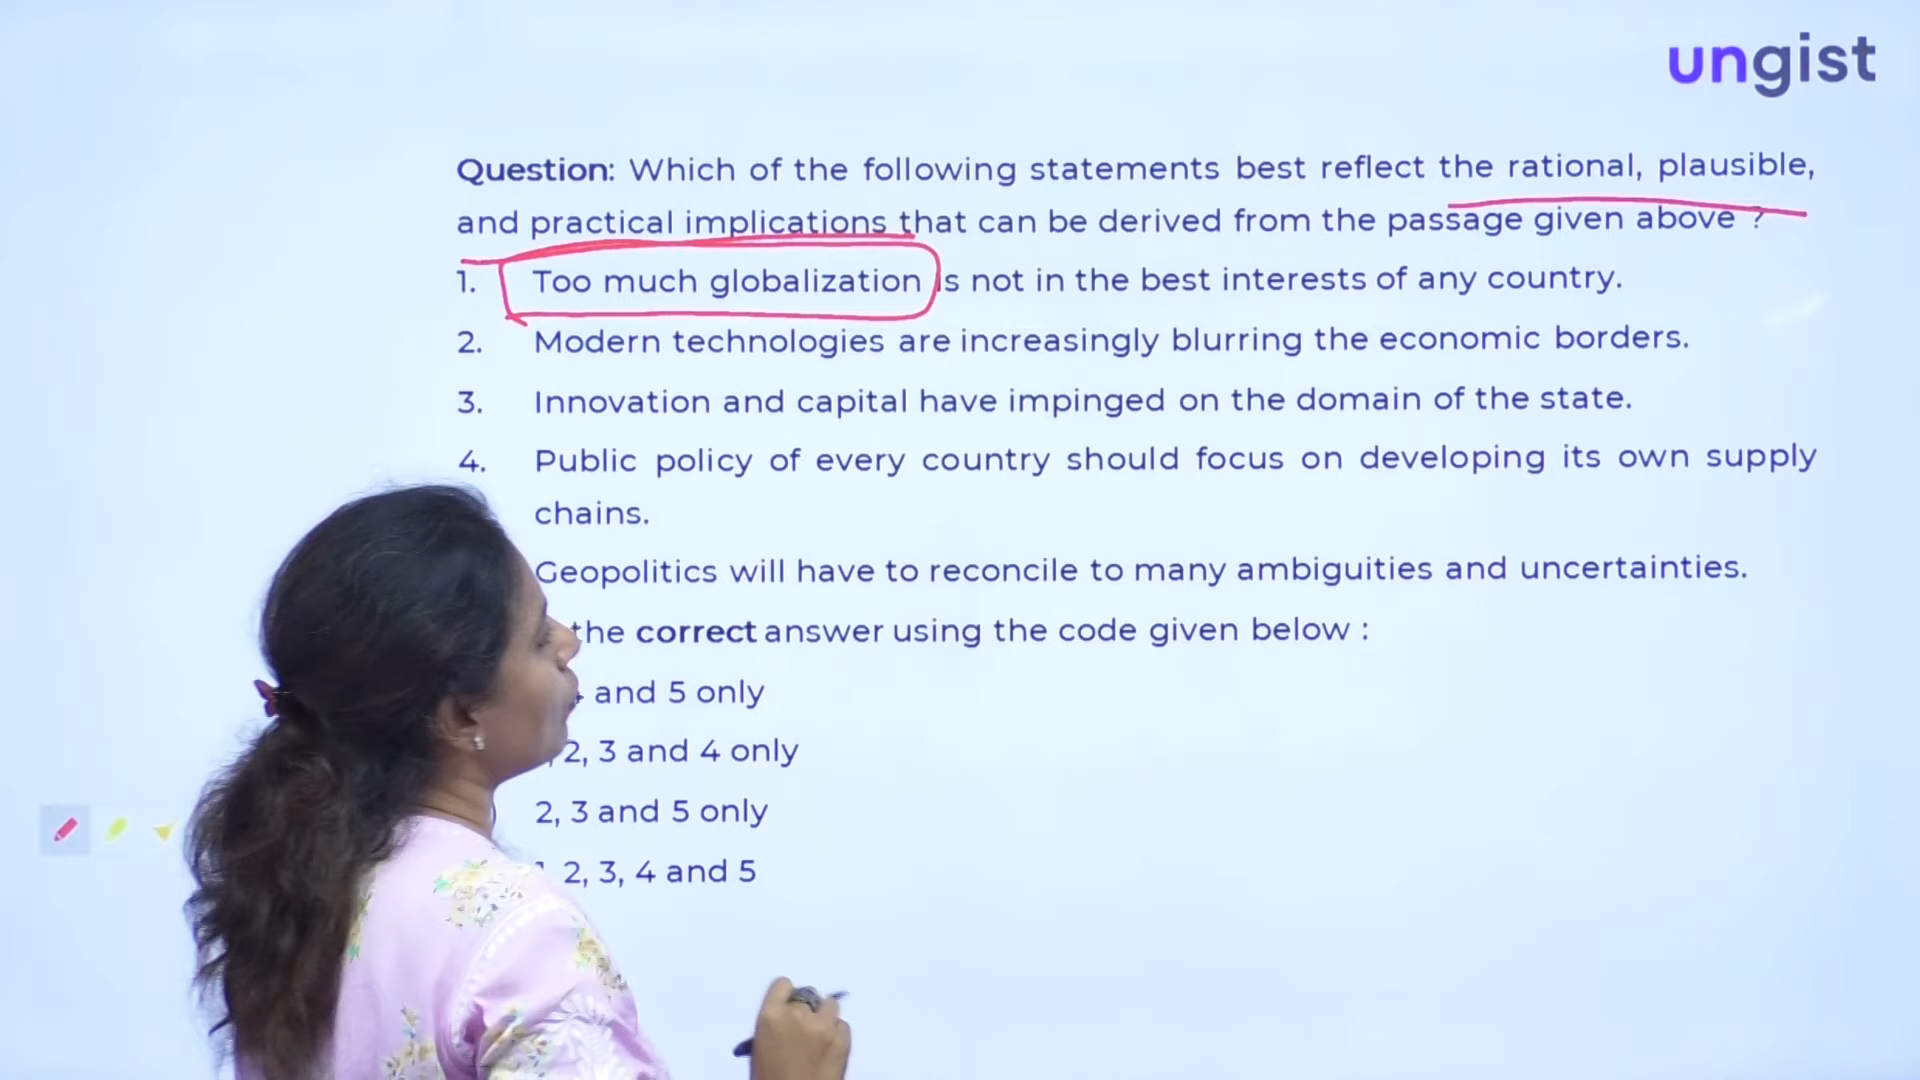 ungist
Question: Which of the following statements best reflect the rational, plausible,
and practical implications that can be derived from the passage given above ?
1. Too much globalization is not in the best interests of any country.
2. Modern technologies are increasingly blurring the economic borders.
3. Innovation and capital have impinged on the domain of the state.
4. Public policy of every country should focus on developing its own supply
chains.
Geopolitics will have to reconcile to many ambiguities and uncertainties.
the correct answer using the code given below :
and 5 only
2, 3 and 4 only
2, 3 and 5 only
2, 3, 4 and 5